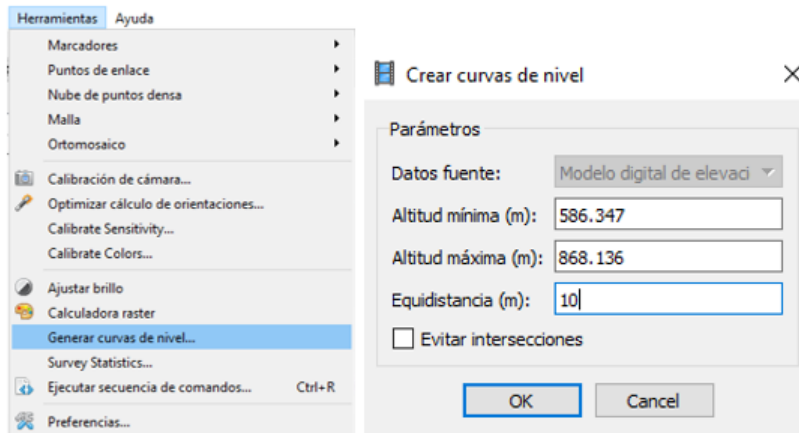 Herramientas Ayuda
Marcadores
Puntos de enlace
Nube de puntos densa
Malla
Ortomosaico
Calibración de cámara...
Optimizar cálculo de orientaciones...
Calibrate Sensitivity...
Calibrate Colors...
Ajustar brillo
Calculadora raster
Generar curvas de nivel...
Survey Statistics...
Ejecutar secuencia de comandos... Ctrl+R
Preferencias...
Crear curvas de nivel
Parámetros
Datos fuente: Modelo digital de elevaci
Altitud mínima (m): 586.347
Altitud máxima (m): 868.136
Equidistancia (m): 10
Evitar intersecciones
OK Cancel